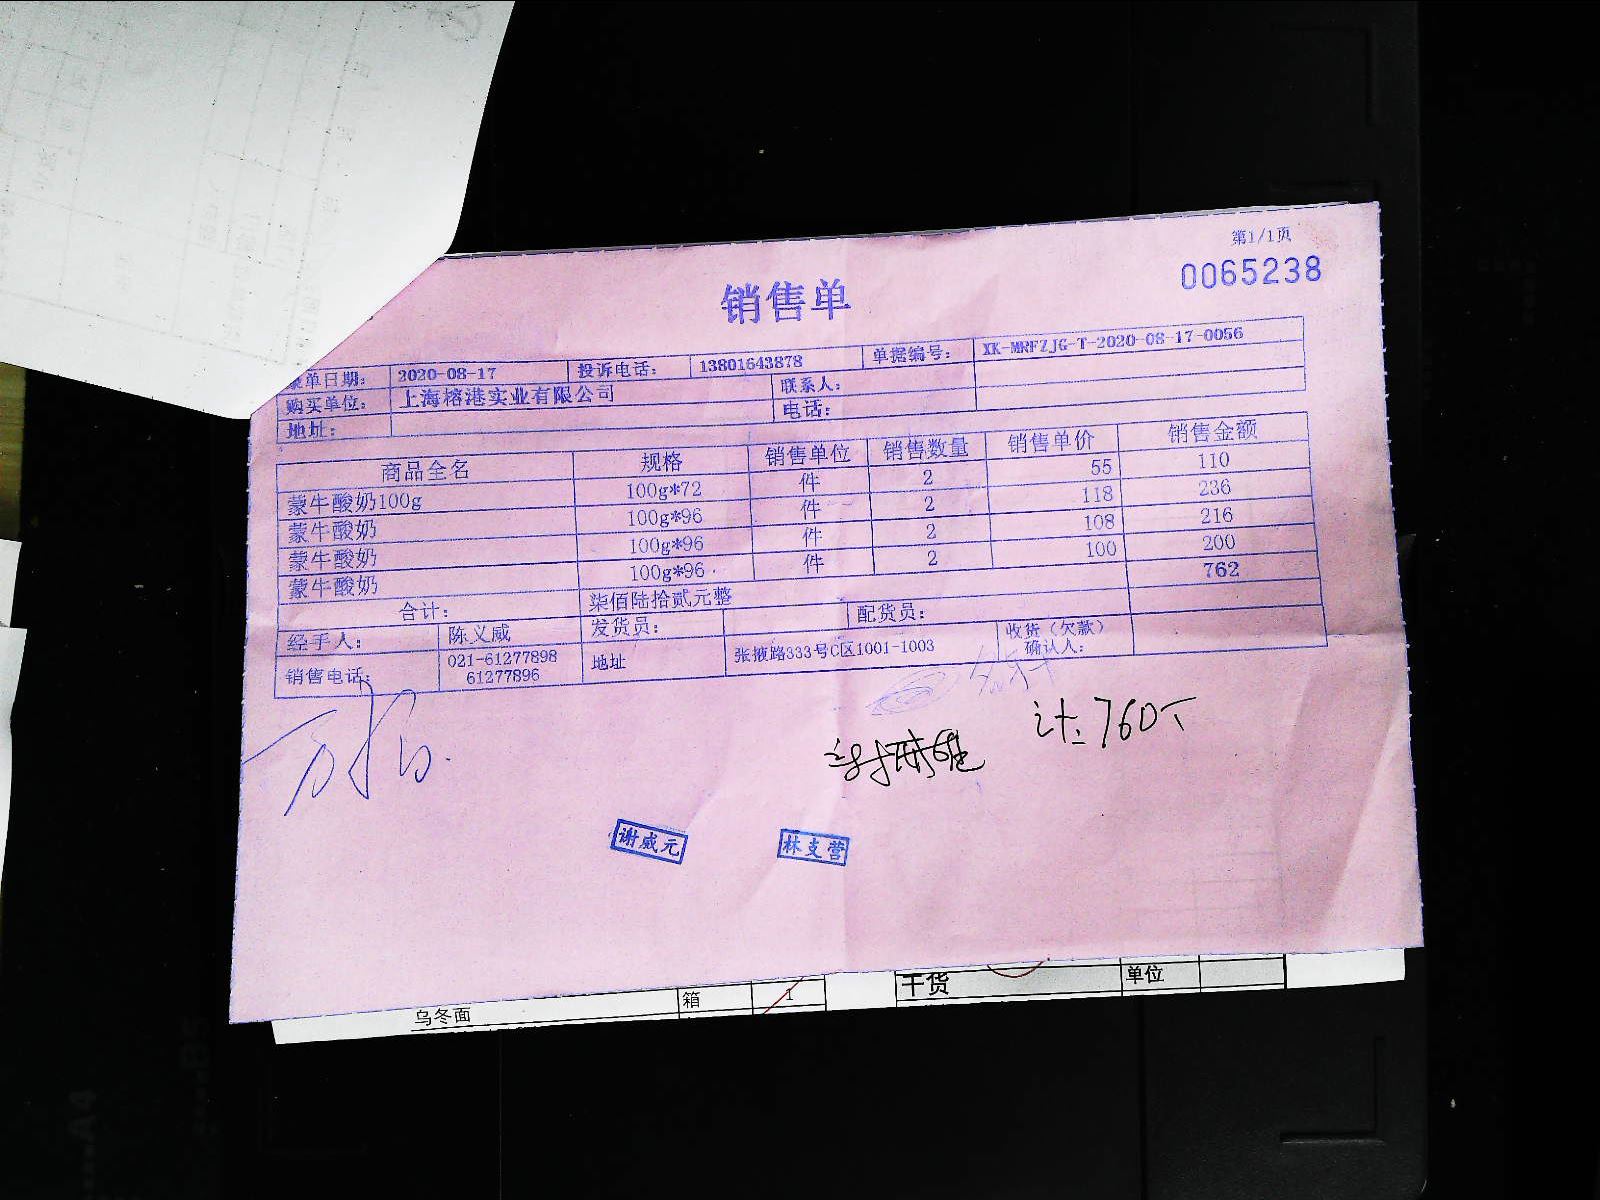 第1/1页
0065238
销售单
录单日期: 2020-08-17 投诉电话: 13801643878 单据编号: XK-MRFZJG-T-2020-08-17-0056
购买单位: 上海榕港实业有限公司 联系人:
地址: 电话:
商品全名 规格 销售单位 销售数量 销售单价 销售金额
蒙牛酸奶100g 100g*72 件 2 55 110
蒙牛酸奶 100g*96 件 2 118 236
蒙牛酸奶 100g*96 件 2 108 216
蒙牛酸奶 100g*96 件 2 100 200
合计: 柒佰陆拾贰元整 762
经手人: 陈义威 发货员: 配货员:
销售电话: 021-61277898 地址 张掖路333号C区1001-1003 收货(欠款)
61277896 确认人:
计: 760
谢威元 林支营
乌冬面 箱 1 干货 单位